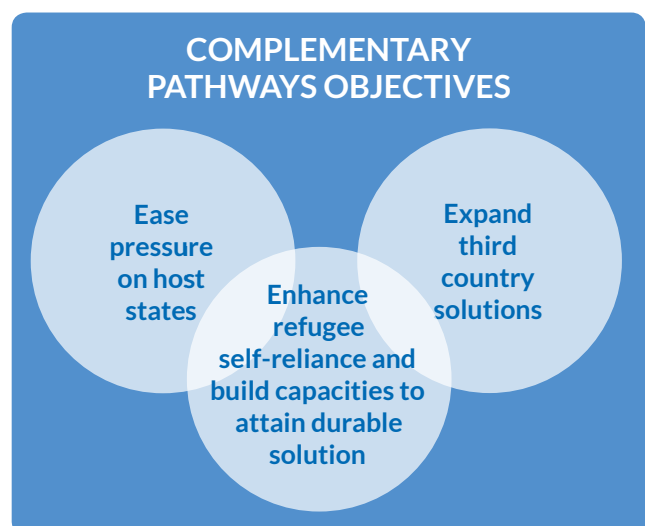 COMPLEMENTARY
PATHWAYS OBJECTIVES
Ease
pressure
on host
states
Expand
third
country
solutions
Enhance
refugee
self-reliance and
build capacities to
attain durable
solution